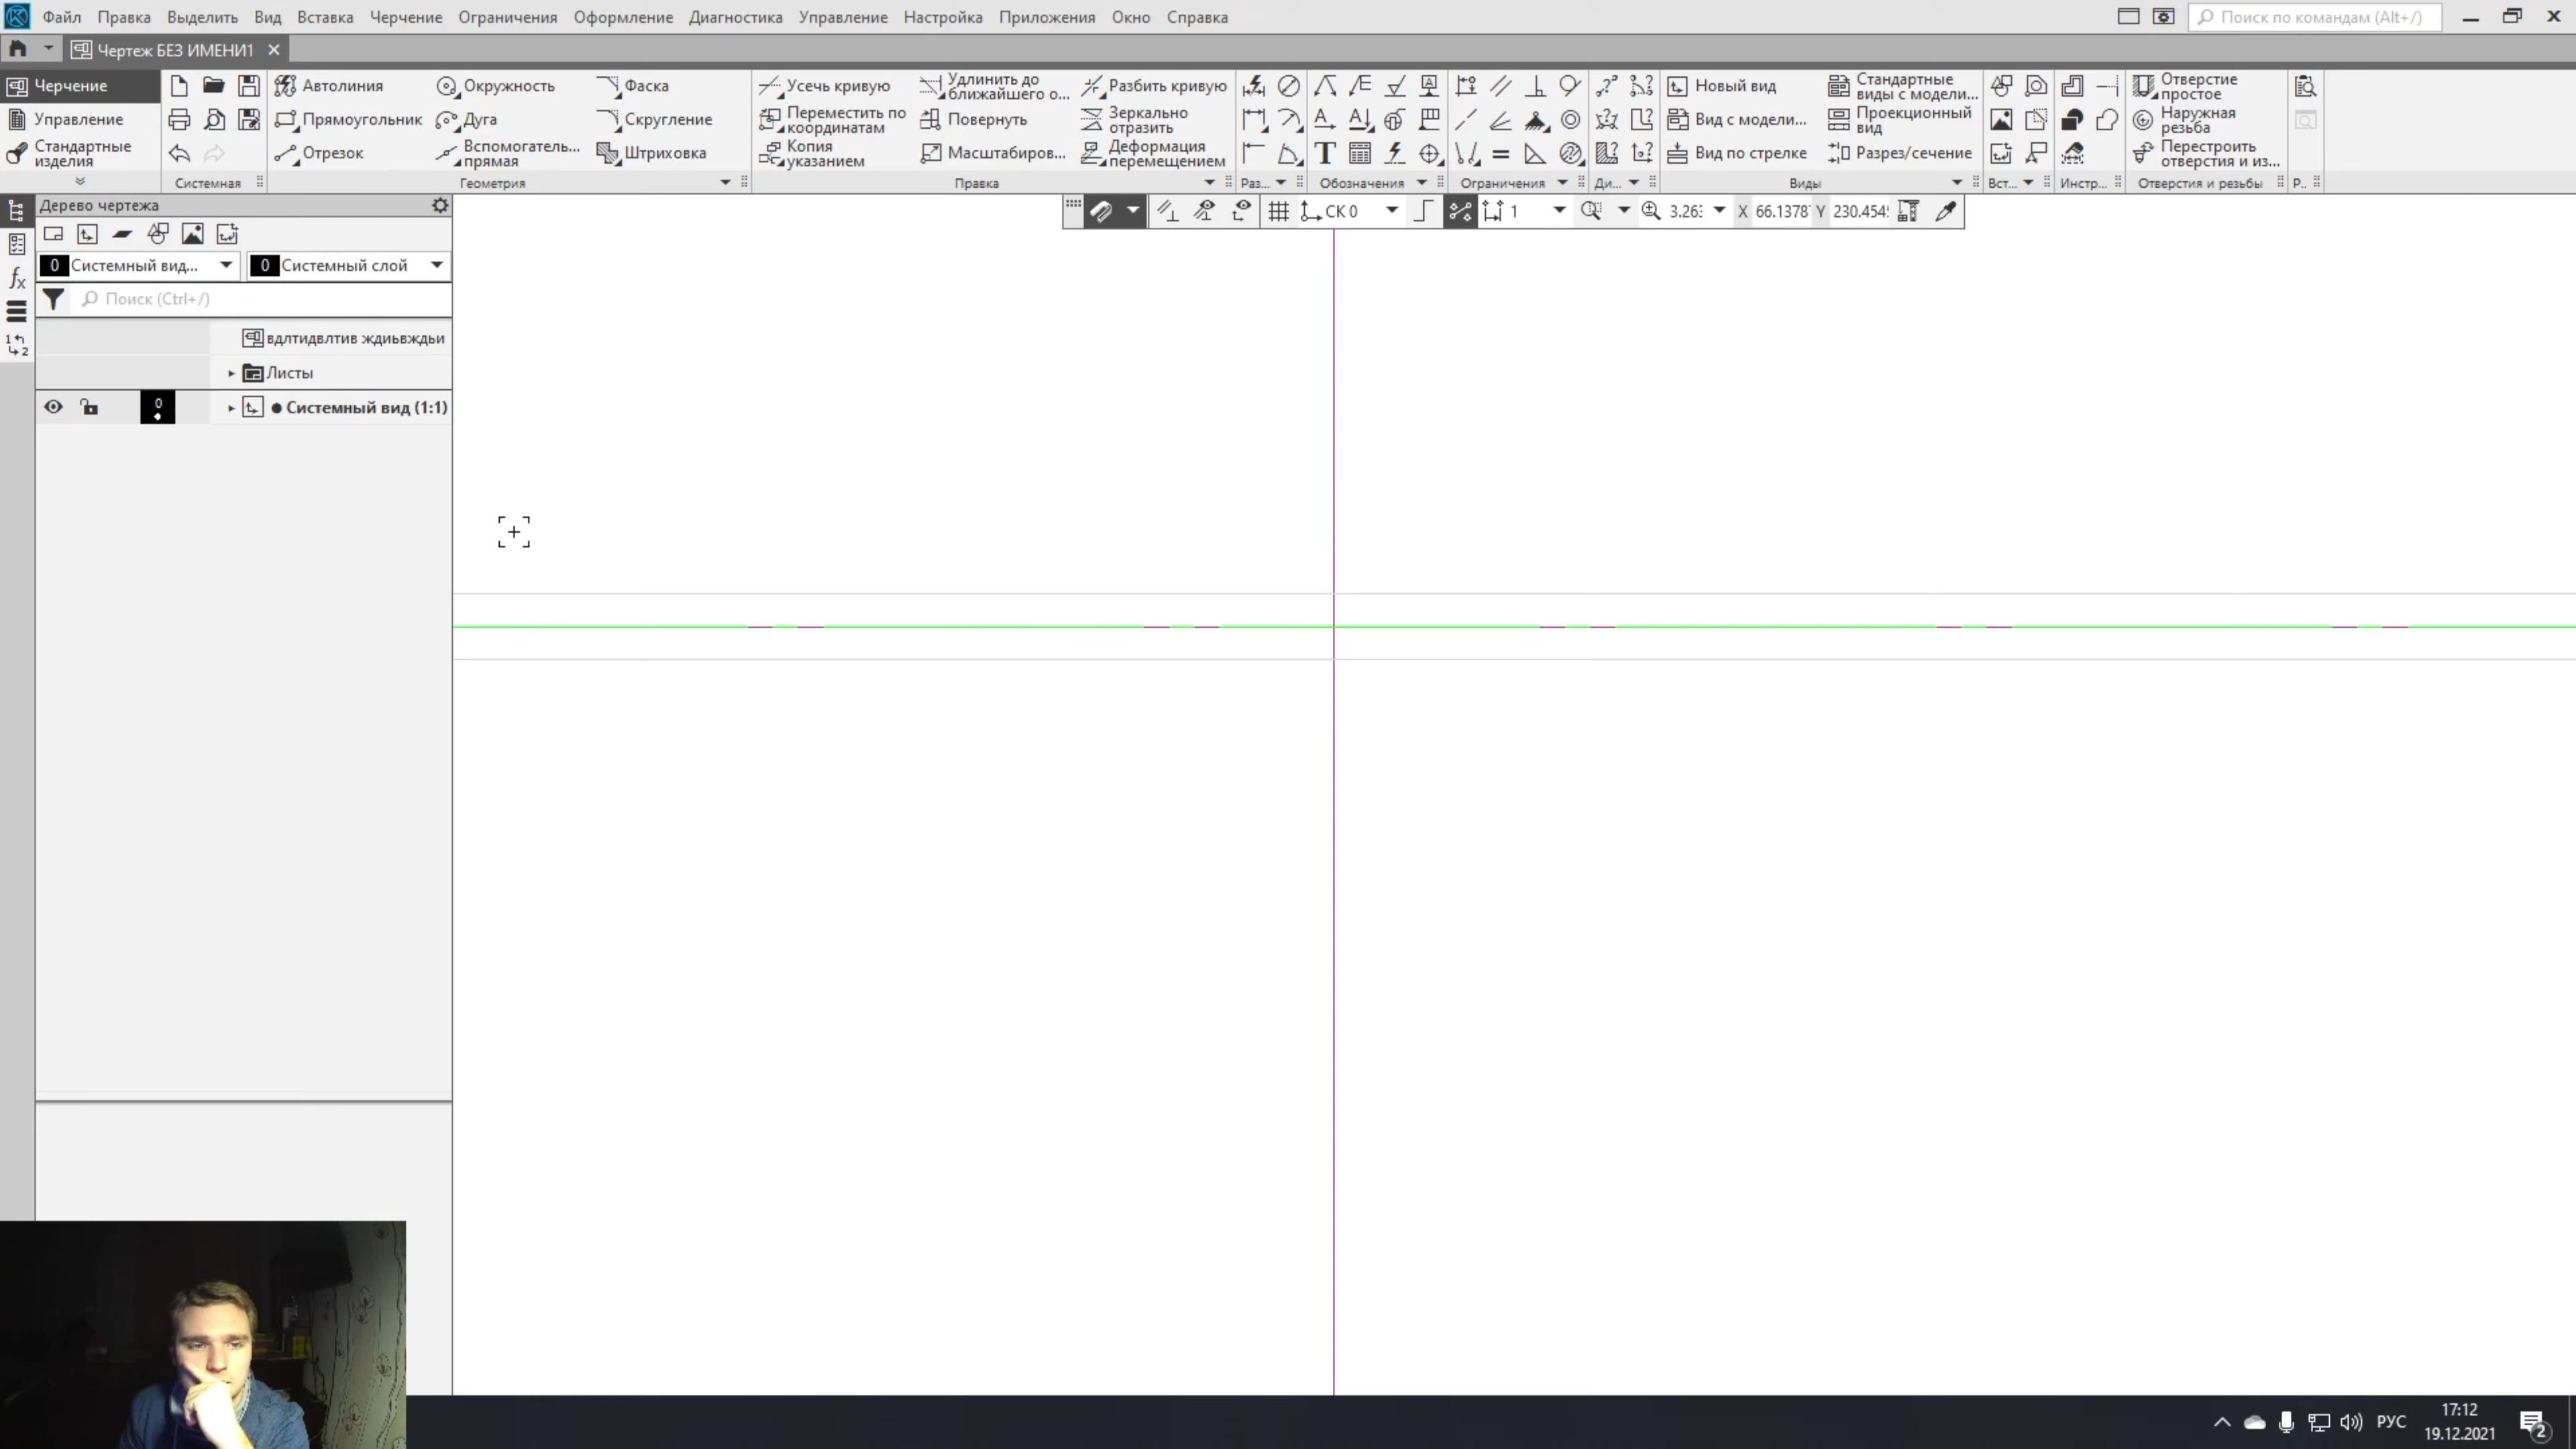 Файл Правка Выделить Вид Вставка Черчение Ограничения Оформление Диагностика Управление Настройка Приложения Окно Справка Поиск по командам (Alt+/)
Чертеж БЕЗ ИМЕНИ1
Черчение
Управление
Стандартные
изделия
Системная
Автолиния
Прямоугольник
Отрезок
Окружность
Дуга
Вспомогатель...
прямая
Фаска
Скругление
Штриховка
Геометрия
Усечь кривую
Переместить по
координатам
Копия
указанием
Удлинить до
ближайшего о...
Повернуть
Масштабиров...
Разбить кривую
Зеркально
отразить
Деформация
перемещением
Правка
Раз...
Обозначения
Ограничения
Ди...
Новый вид
Вид с модели...
Вид по стрелке
Стандартные
виды с модели...
Проекционный
вид
Разрез/сечение
Виды
Вст...
Инстр...
Отверстие
простое
Наружная
резьба
Перестроить
отверстия и из...
Отверстия и резьбы
Р..
Дерево чертежа
СК 0 1 3.263 X 66.1378 Y 230.454
0 Системный вид... 0 Системный слой
Поиск (Ctrl+/)
вдлтидвлтив ждиьвждьи
Листы
0 Системный вид (1:1)
РУС
17:12
19.12.2021
2